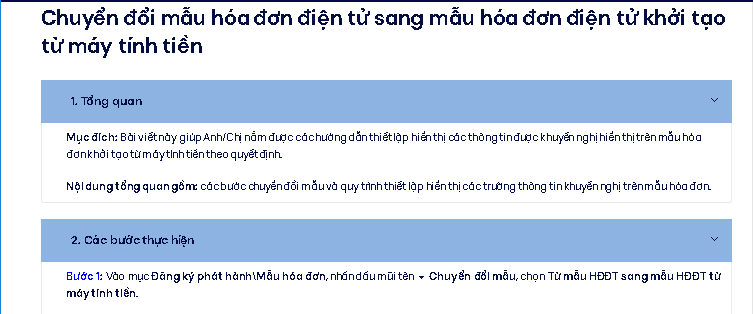 Chuyển đổi mẫu hóa đơn điện tử sang mẫu hóa đơn điện tử khởi tạo
từ máy tính tiền
1. Tổng quan
Mục đích: Bài viết này giúp Anh/Chị nắm được các hướng dẫn thiết lập hiển thị các thông tin được khuyến nghị hiển thị trên mẫu hóa
đơn khởi tạo từ máy tính tiền theo quyết định.
Nội dung tổng quan gồm: các bước chuyển đổi mẫu và quy trình thiết lập hiển thị các trường thông tin khuyến nghị trên mẫu hóa đơn.
2. Các bước thực hiện
Bước 1: Vào mục Đăng ký phát hành\Mẫu hóa đơn, nhấn dấu mũi tên Chuyển đổi mẫu, chọn Từ mẫu HĐĐT sang mẫu HĐĐT từ
máy tính tiền.